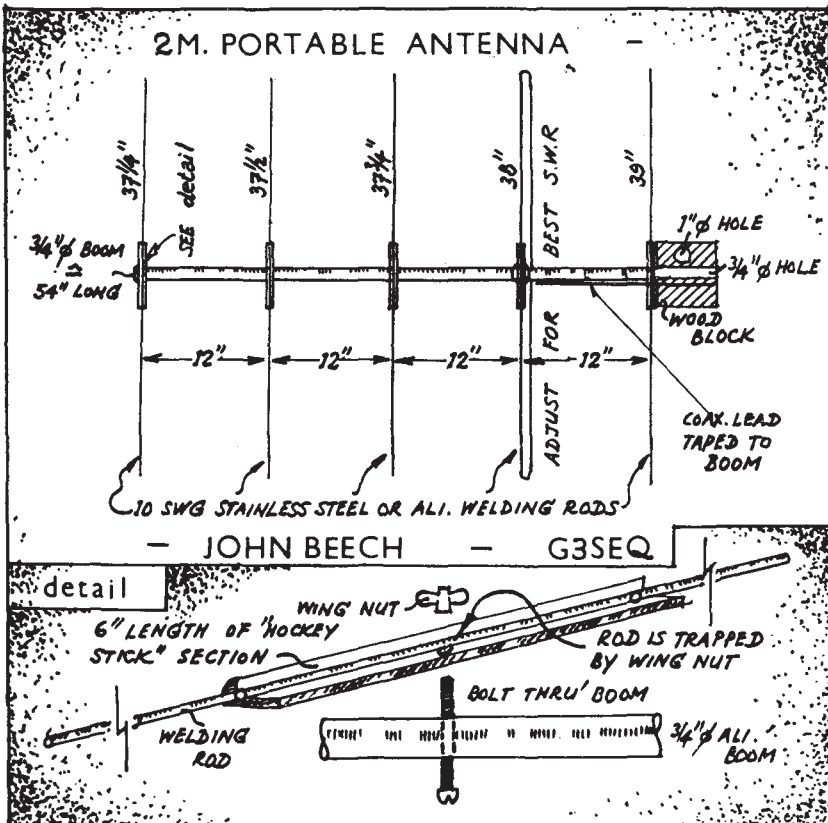 2M. PORTABLE ANTENNA -
37¼"
SEE detail
37½"
37¾"
38"
ADJUST FOR BEST S.W.R
39"
¾"ø BOOM
≏
54" LONG
1"ø HOLE
¾"ø HOLE
WOOD
BLOCK
12"
12"
12"
12"
COAX. LEAD
TAPED TO
BOOM
10 SWG STAINLESS STEEL OR ALI. WELDING RODS
- JOHN BEECH - G3SEQ
detail
WING NUT
6" LENGTH OF "HOCKEY
STICK" SECTION
ROD IS TRAPPED
BY WING NUT
BOLT THRU' BOOM
WELDING
ROD
¾"ø ALI.
BOOM